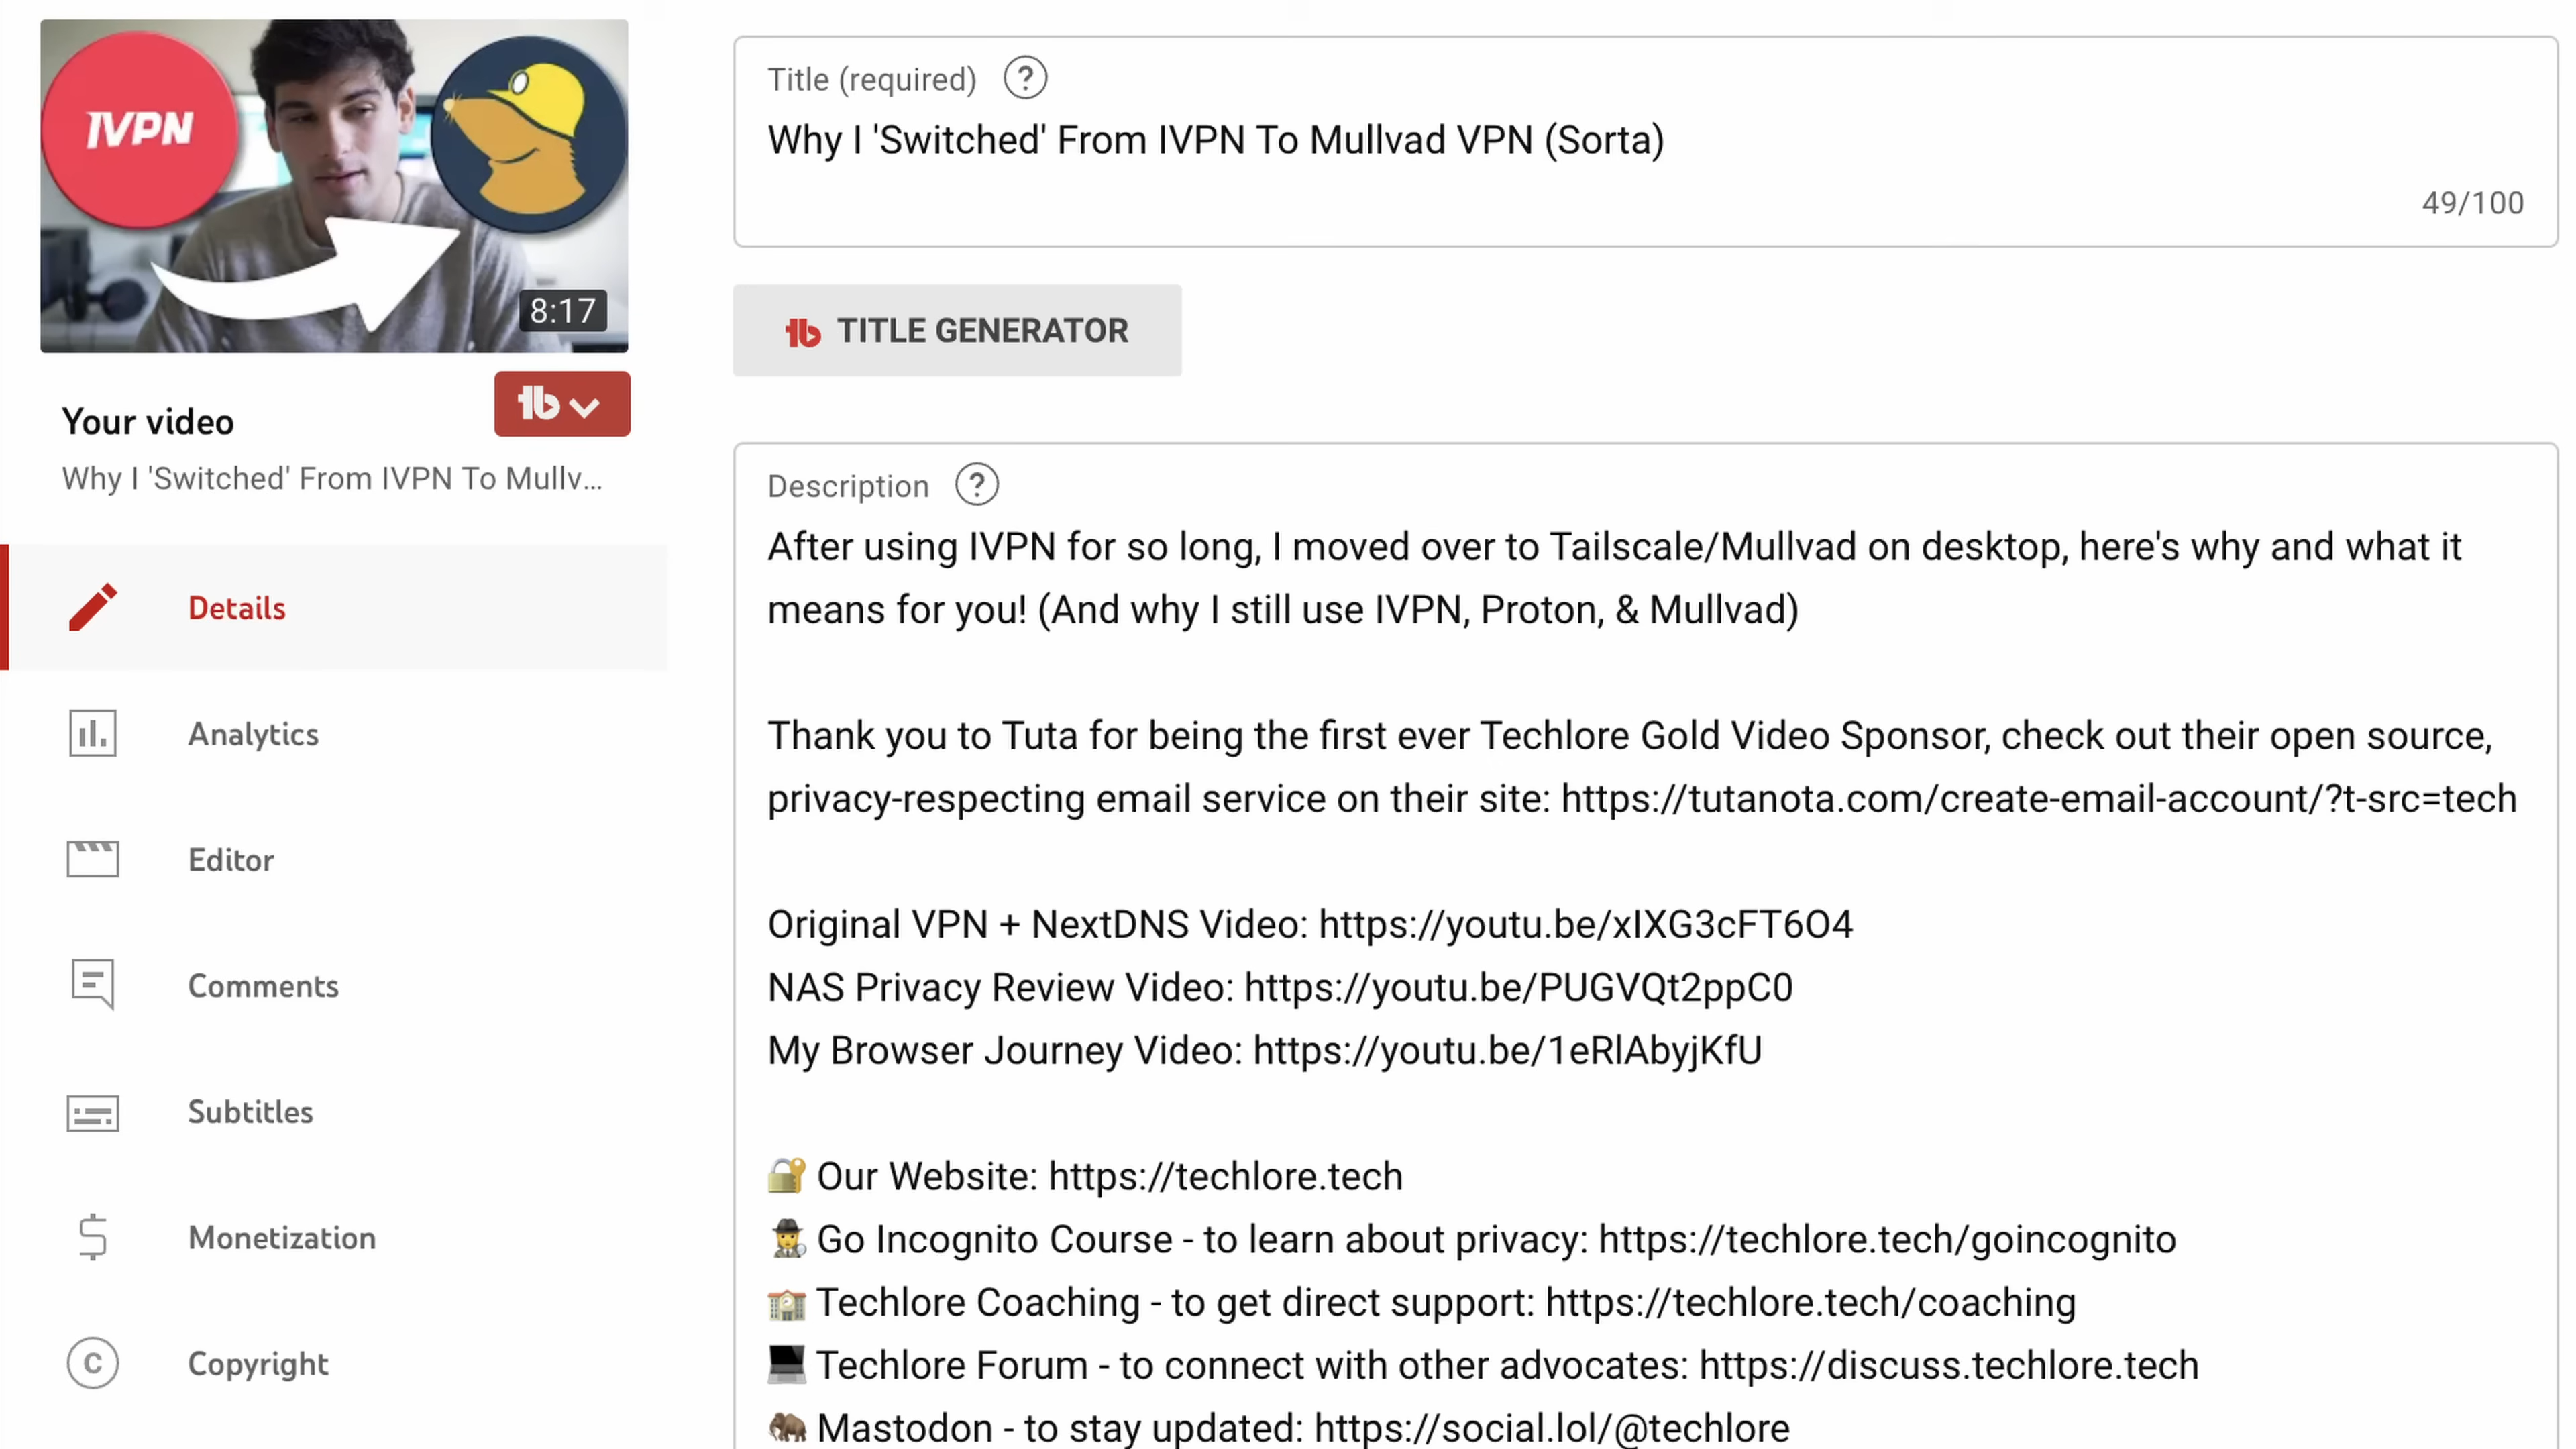 IVPN
8:17
Your video
Why I 'Switched' From IVPN To Mullv...
Details
Analytics
Editor
Comments
Subtitles
Monetization
Copyright
Title (required)
Why I 'Switched' From IVPN To Mullvad VPN (Sorta)
49/100
TITLE GENERATOR
Description
After using IVPN for so long, I moved over to Tailscale/Mullvad on desktop, here's why and what it
means for you! (And why I still use IVPN, Proton, & Mullvad)
Thank you to Tuta for being the first ever Techlore Gold Video Sponsor, check out their open source,
privacy-respecting email service on their site: https://tutanota.com/create-email-account/?t-src=tech
Original VPN + NextDNS Video: https://youtu.be/xIXG3cFT6O4
NAS Privacy Review Video: https://youtu.be/PUGVQt2ppC0
My Browser Journey Video: https://youtu.be/1eRlAbyjKfU
🔐 Our Website: https://techlore.tech
🕵️ Go Incognito Course - to learn about privacy: https://techlore.tech/goincognito
🏫 Techlore Coaching - to get direct support: https://techlore.tech/coaching
💻 Techlore Forum - to connect with other advocates: https://discuss.techlore.tech
🦣 Mastodon - to stay updated: https://social.lol/@techlore